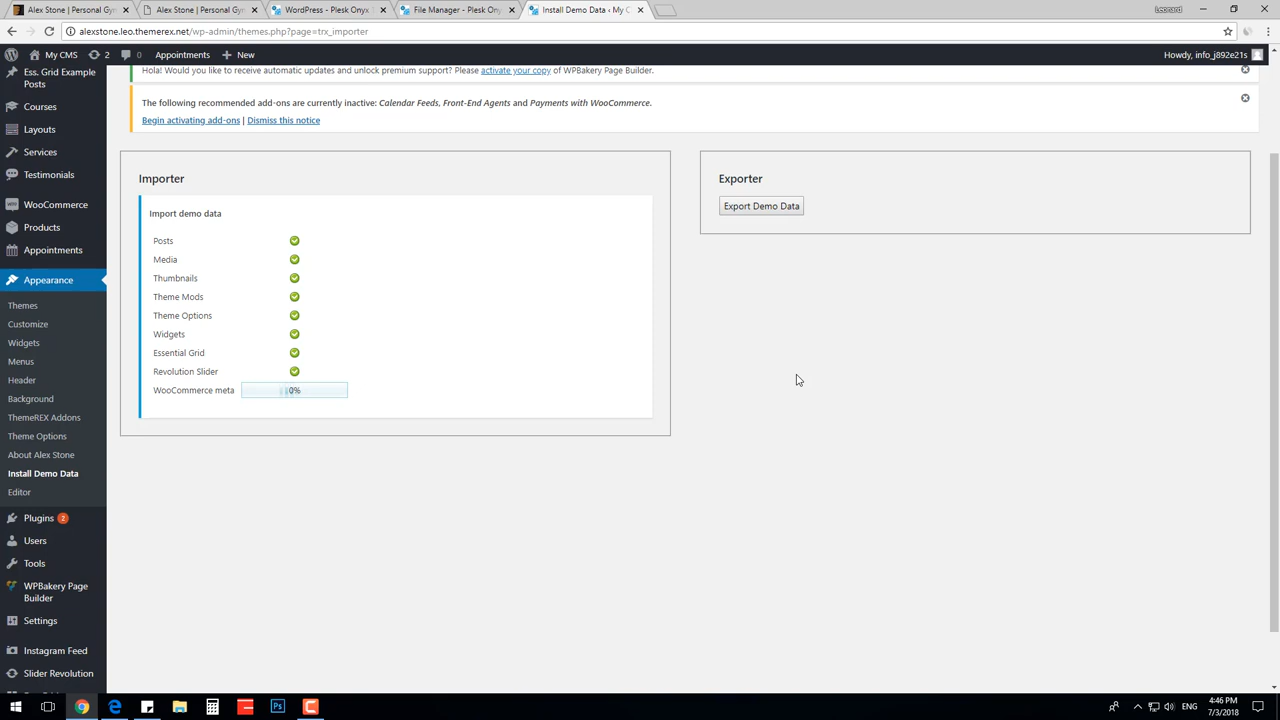 Alex Stone | Personal Gyn
Alex Stone | Personal Gyn
WordPress - Plesk Onyx
File Manager - Plesk Ony
Install Demo Data ‹ My C
Leonard
alexstone.leo.themerex.net/wp-admin/themes.php?page=trx_importer
My CMS
2
0
New
Appointments
Howdy, info_j892e21s
Ess. Grid Example
Posts
Courses
Layouts
Services
Testimonials
WooCommerce
Products
Appointments
Appearance
Themes
Customize
Widgets
Menus
Header
Background
ThemeREX Addons
Theme Options
About Alex Stone
Install Demo Data
Editor
Plugins 2
Users
Tools
WPBakery Page
Builder
Settings
Instagram Feed
Slider Revolution
Hola! Would you like to receive automatic updates and unlock premium support? Please activate your copy of WPBakery Page Builder.
The following recommended add-ons are currently inactive: Calendar Feeds, Front-End Agents and Payments with WooCommerce.
Begin activating add-ons | Dismiss this notice
Importer
Import demo data
Posts
Media
Thumbnails
Theme Mods
Theme Options
Widgets
Essential Grid
Revolution Slider
WooCommerce meta 0%
Exporter
Export Demo Data
Ps
ENG
4:46 PM
7/3/2018